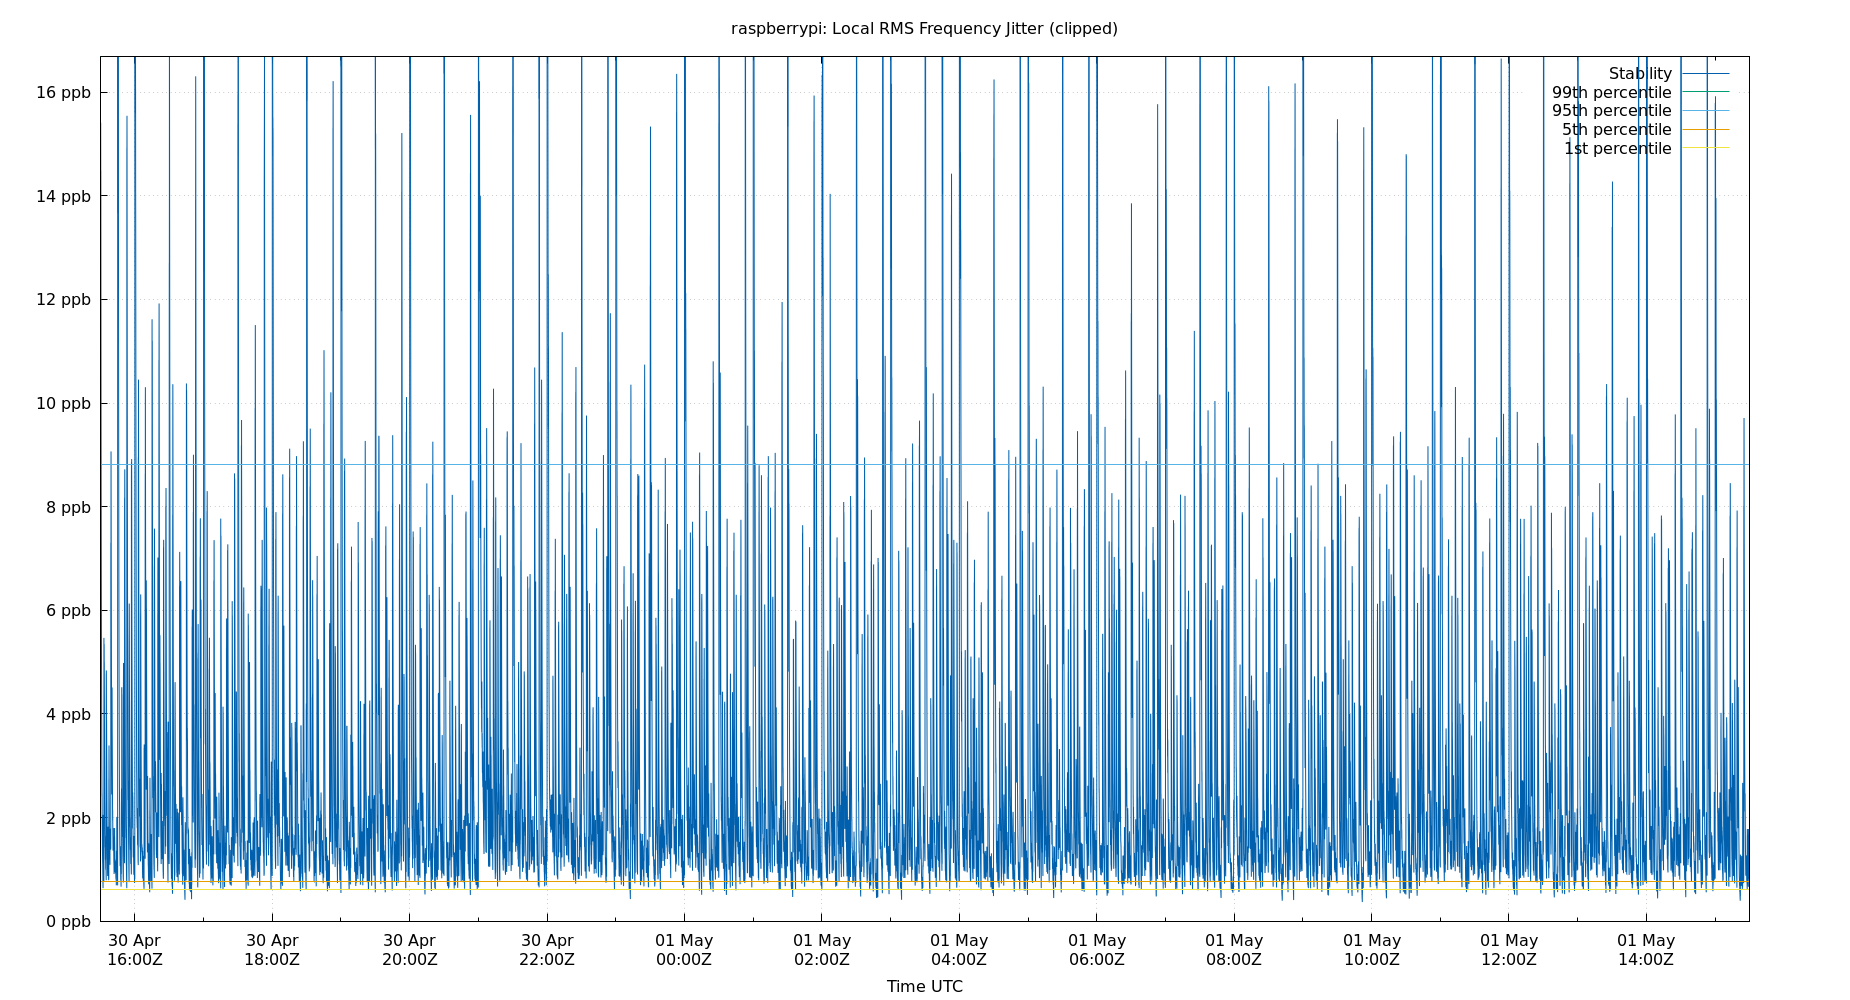 raspberrypi: Local RMS Frequency Jitter (clipped)
Stability
99th percentile
95th percentile
5th percentile
1st percentile
16 ppb
14 ppb
12 ppb
10 ppb
8 ppb
6 ppb
4 ppb
2 ppb
0 ppb
30 Apr
16:00Z
30 Apr
18:00Z
30 Apr
20:00Z
30 Apr
22:00Z
01 May
00:00Z
01 May
02:00Z
01 May
04:00Z
01 May
06:00Z
01 May
08:00Z
01 May
10:00Z
01 May
12:00Z
01 May
14:00Z
Time UTC